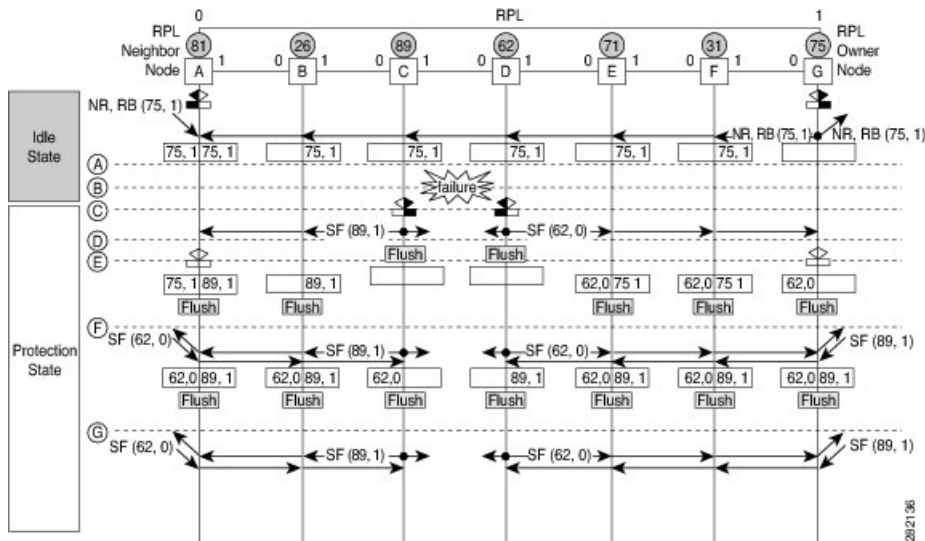 0 RPL 1
RPL Neighbor Node
RPL Owner Node
81 26 89 62 71 31 75
A 1 0 B 1 0 C 1 0 D 1 0 E 1 0 F 1 0 G
Idle State
NR, RB (75, 1)
NR, RB (75, 1) NR, RB (75, 1)
75, 1 75, 1 75, 1 75, 1 75, 1 75, 1 75, 1
A
B failure
C
SF (89, 1) SF (62, 0)
D
Flush Flush
E
75, 1 89, 1 89, 1 62,0 75 1 62,0 75 1 62,0
Flush Flush Flush Flush Flush
Protection State
F
SF (62, 0) SF (89, 1) SF (62, 0) SF (89, 1)
62,0 89, 1 62,0 89, 1 62,0 89, 1 62,0 89, 1 62,0 89, 1 62,0 89, 1
Flush Flush Flush Flush Flush Flush Flush
G
SF (62, 0) SF (89, 1) SF (62, 0) SF (89, 1)
282136